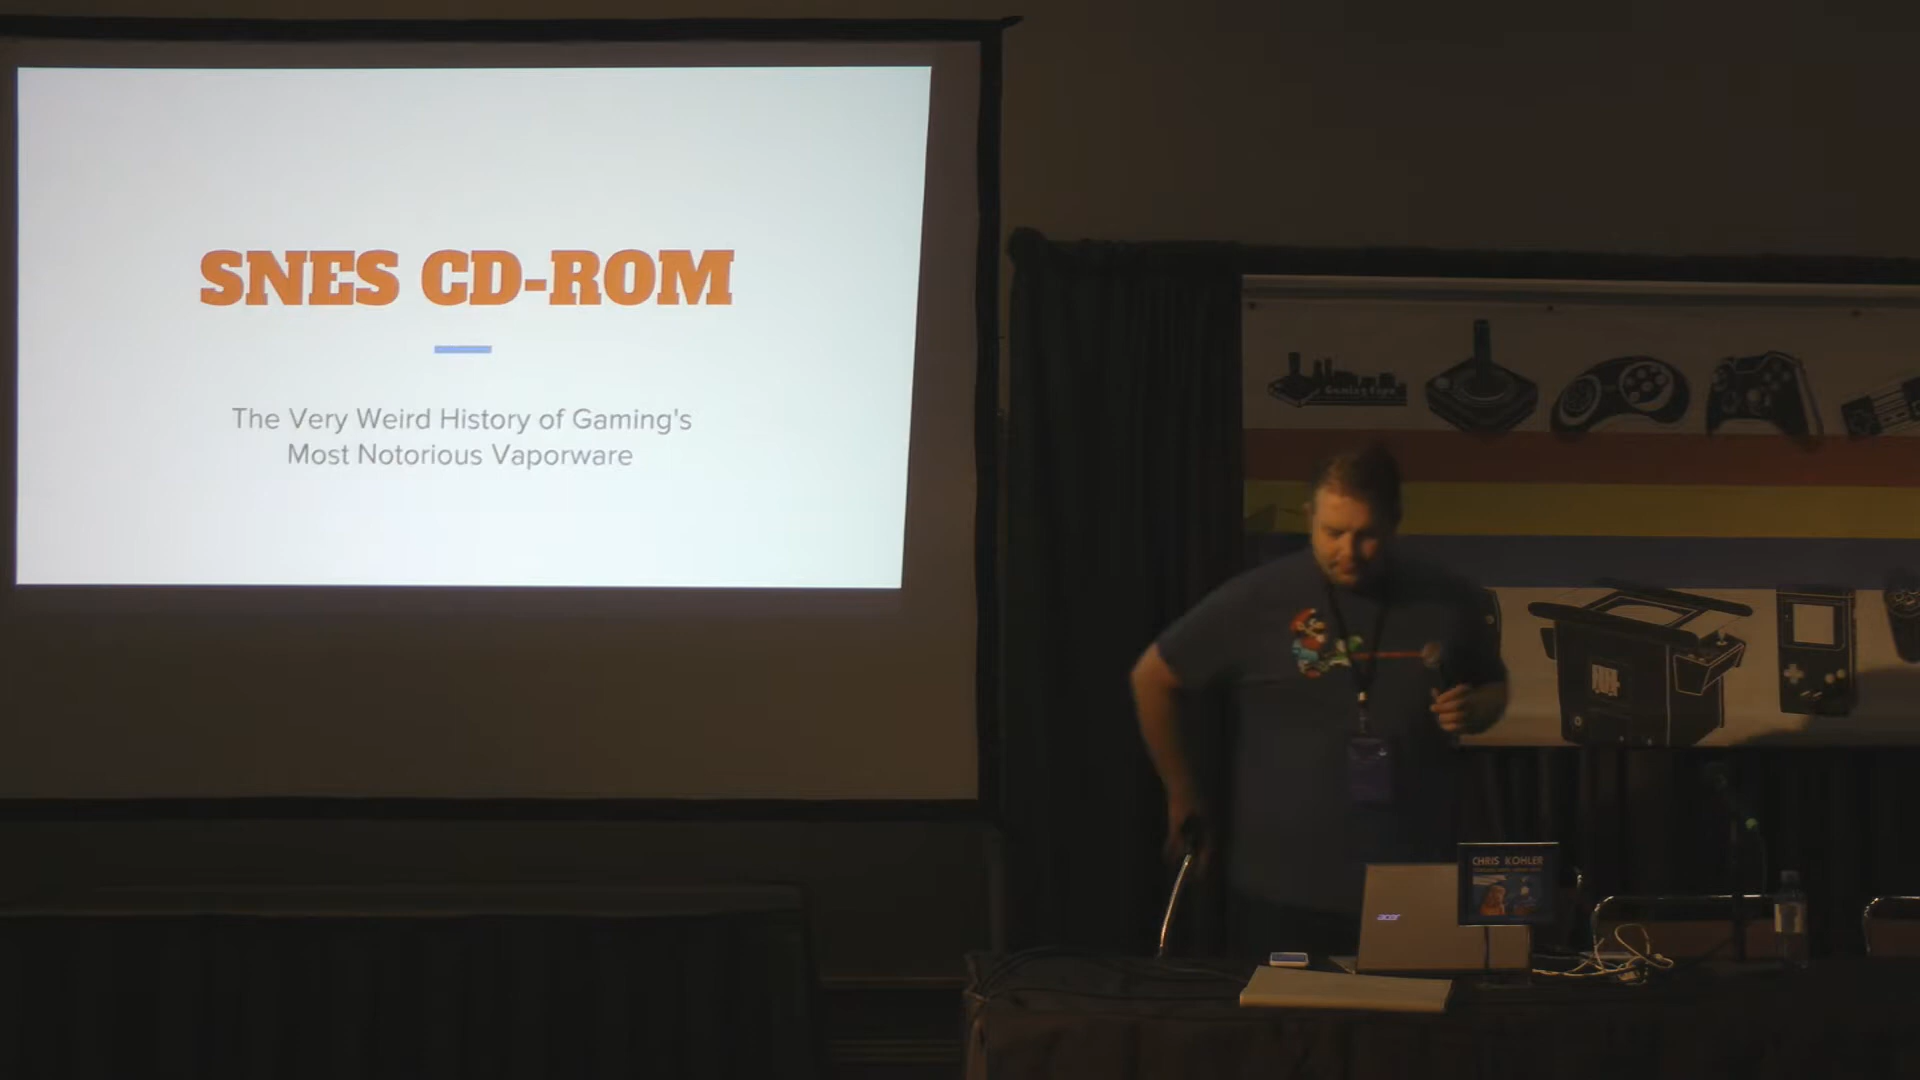 SNES CD-ROM
The Very Weird History of Gaming's
Most Notorious Vaporware
CHRIS KOHLER
acer